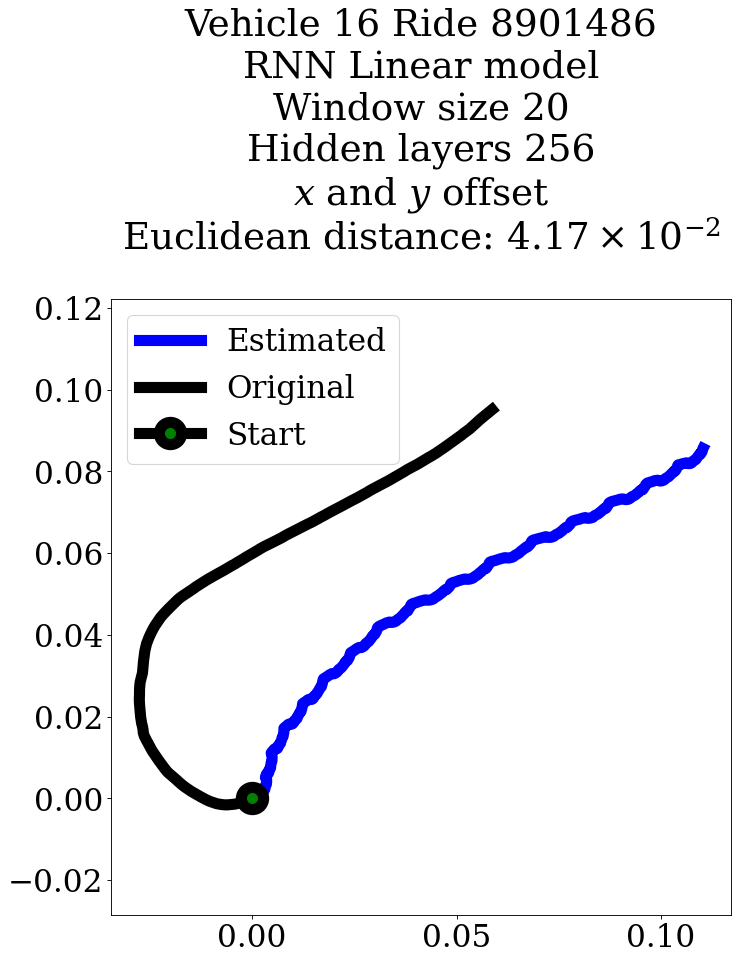 Vehicle 16 Ride 8901486
RNN Linear model
Window size 20
Hidden layers 256
x and y offset
Euclidean distance: 4.17 × 10⁻²
0.12
0.10
0.08
0.06
0.04
0.02
0.00
−0.02
Estimated
Original
Start
0.00 0.05 0.10